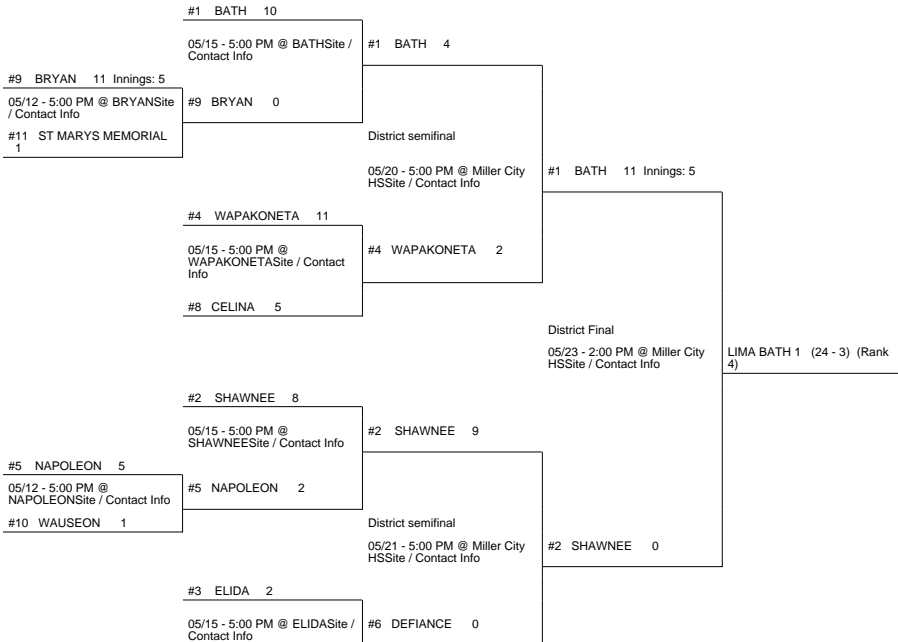 #1 BATH 10
05/15 - 5:00 PM @ BATHSite /
Contact Info
#1 BATH 4
#9 BRYAN 11 Innings: 5
05/12 - 5:00 PM @ BRYANSite
/ Contact Info
#9 BRYAN 0
#11 ST MARYS MEMORIAL
1
District semifinal
05/20 - 5:00 PM @ Miller City
HSSite / Contact Info
#1 BATH 11 Innings: 5
#4 WAPAKONETA 11
05/15 - 5:00 PM @
WAPAKONETASite / Contact
Info
#4 WAPAKONETA 2
#8 CELINA 5
District Final
05/23 - 2:00 PM @ Miller City
HSSite / Contact Info
LIMA BATH 1 (24 - 3) (Rank
4)
#2 SHAWNEE 8
05/15 - 5:00 PM @
SHAWNEESite / Contact Info
#2 SHAWNEE 9
#5 NAPOLEON 5
05/12 - 5:00 PM @
NAPOLEONSite / Contact Info
#5 NAPOLEON 2
#10 WAUSEON 1
District semifinal
05/21 - 5:00 PM @ Miller City
HSSite / Contact Info
#2 SHAWNEE 0
#3 ELIDA 2
05/15 - 5:00 PM @ ELIDASite /
Contact Info
#6 DEFIANCE 0